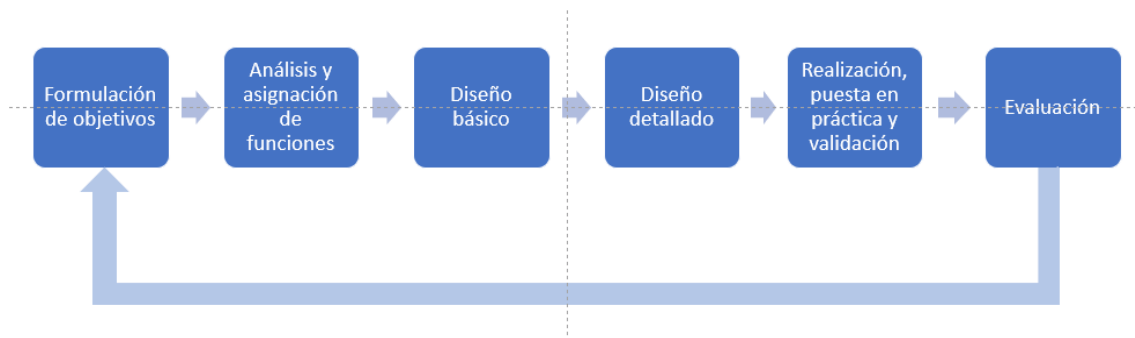 Formulación
de objetivos
Análisis y
asignación
de
funciones
Diseño
básico
Diseño
detallado
Realización,
puesta en
práctica y
validación
Evaluación